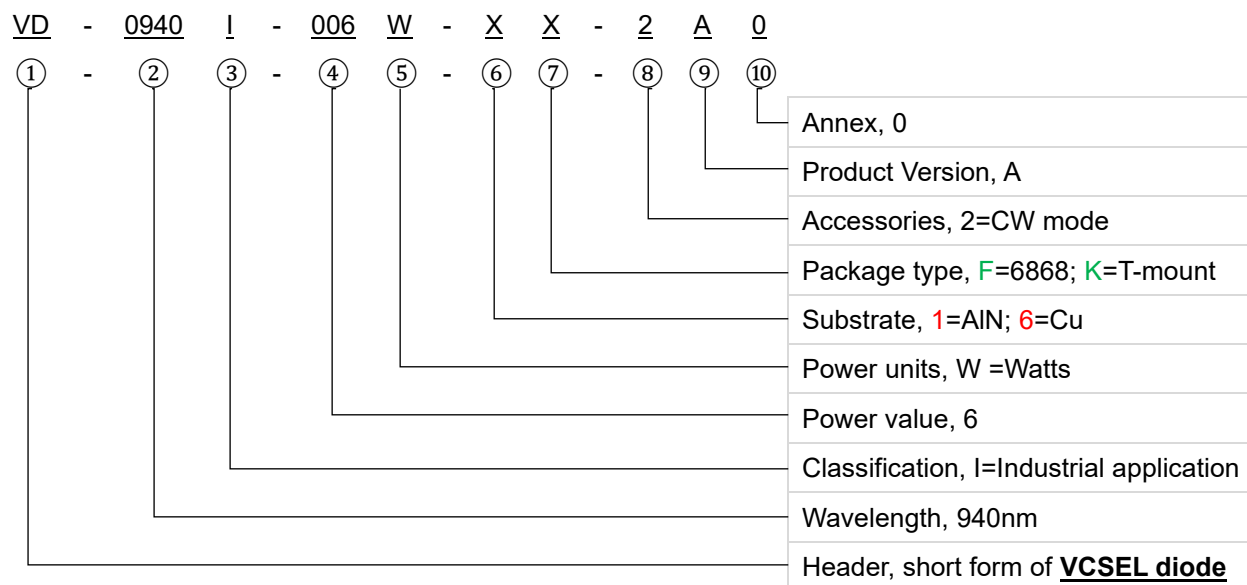 VD - 0940 I - 006 W - X X - 2 A 0
① - ② ③ - ④ ⑤ - ⑥ ⑦ - ⑧ ⑨ ⑩
Annex, 0
Product Version, A
Accessories, 2=CW mode
Package type, F=6868; K=T-mount
Substrate, 1=AlN; 6=Cu
Power units, W =Watts
Power value, 6
Classification, I=Industrial application
Wavelength, 940nm
Header, short form of VCSEL diode